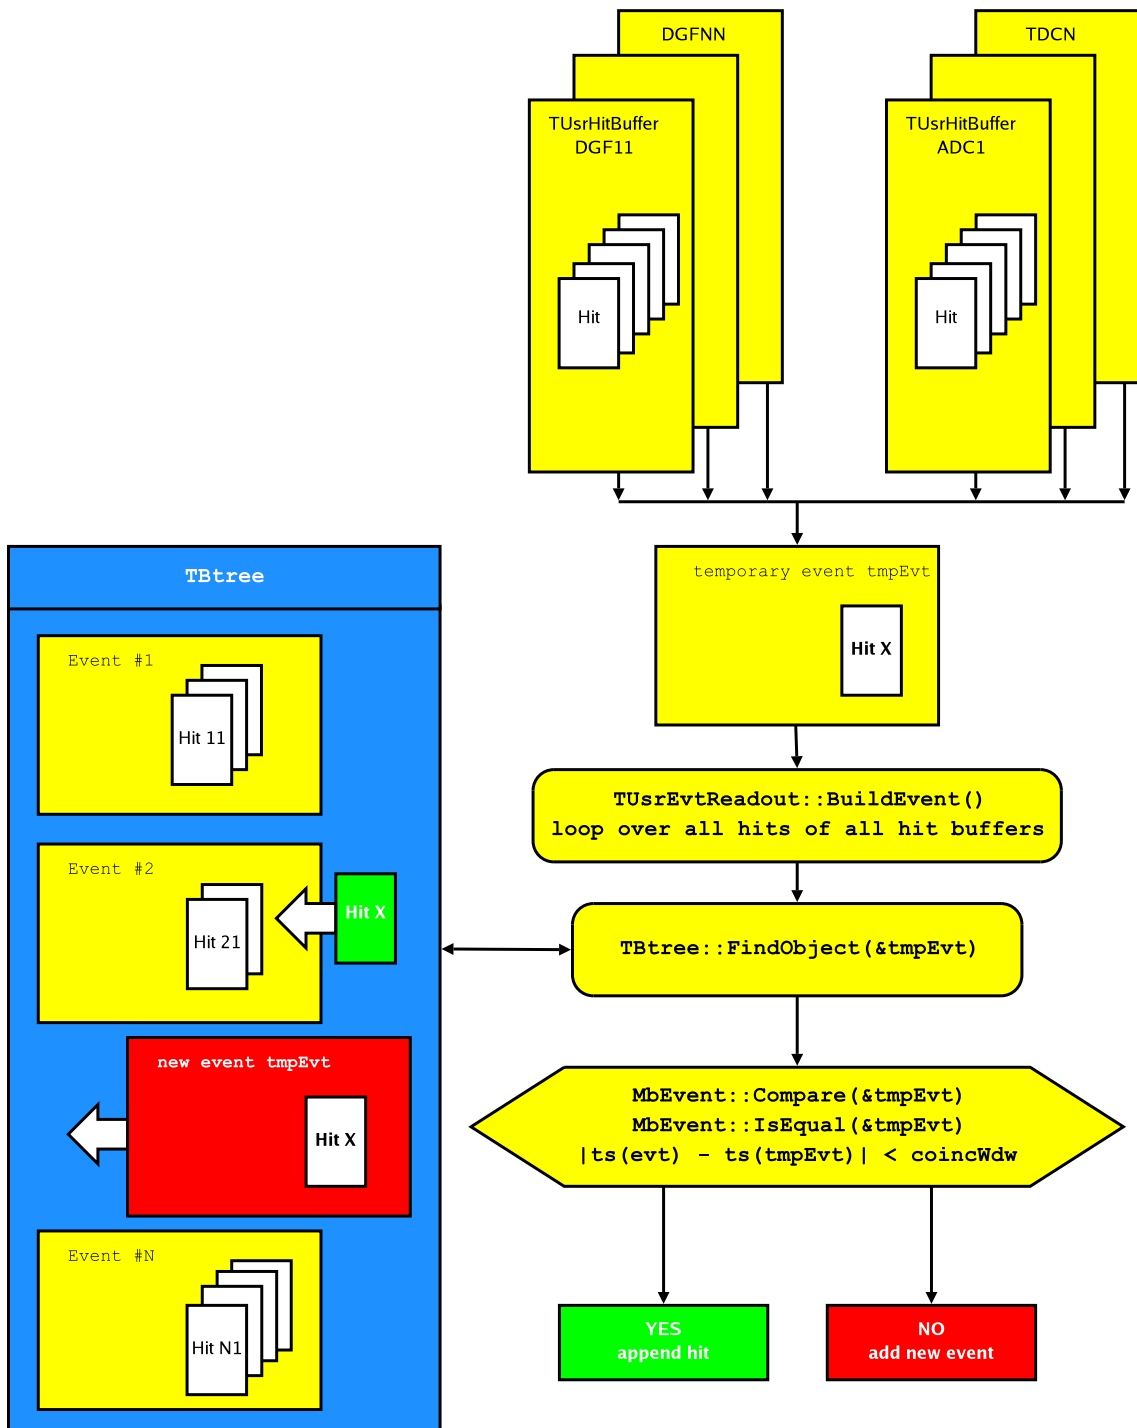 DGFNN
TDCN
TUsrHitBuffer
DGF11
TUsrHitBuffer
ADC1
Hit
Hit
temporary event tmpEvt
Hit X
TUsrEvtReadout::BuildEvent()
loop over all hits of all hit buffers
TBtree::FindObject(&tmpEvt)
MbEvent::Compare(&tmpEvt)
MbEvent::IsEqual(&tmpEvt)
|ts(evt) - ts(tmpEvt)| < coincWdw
YES
append hit
NO
add new event
TBtree
Event #1
Hit 11
Event #2
Hit 21
Hit X
new event tmpEvt
Hit X
Event #N
Hit N1